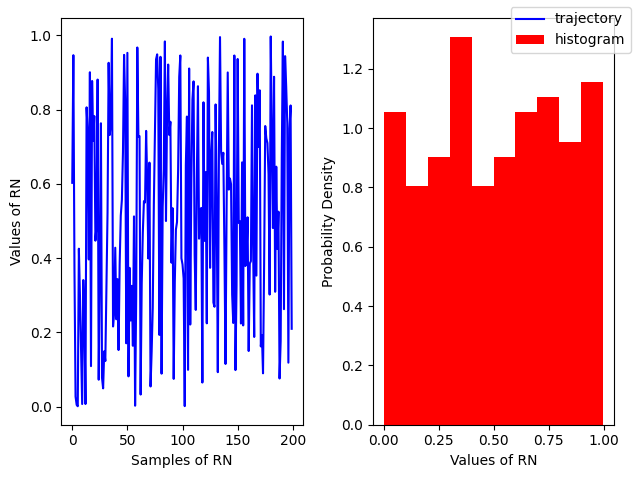 trajectory
histogram
1.0
0.8
0.6
0.4
0.2
0.0
Values of RN
0 50 100 150 200
Samples of RN
1.2
1.0
0.8
0.6
0.4
0.2
0.0
Probability Density
0.00 0.25 0.50 0.75 1.00
Values of RN